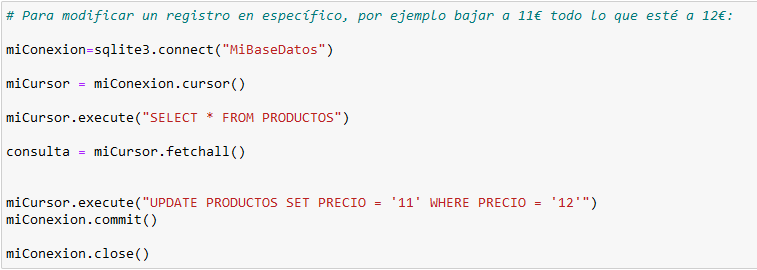 # Para modificar un registro en específico, por ejemplo bajar a 11€ todo lo que esté a 12€:
miConexion=sqlite3.connect("MiBaseDatos")
miCursor = miConexion.cursor()
miCursor.execute("SELECT * FROM PRODUCTOS")
consulta = miCursor.fetchall()
miCursor.execute("UPDATE PRODUCTOS SET PRECIO = '11' WHERE PRECIO = '12'")
miConexion.commit()
miConexion.close()